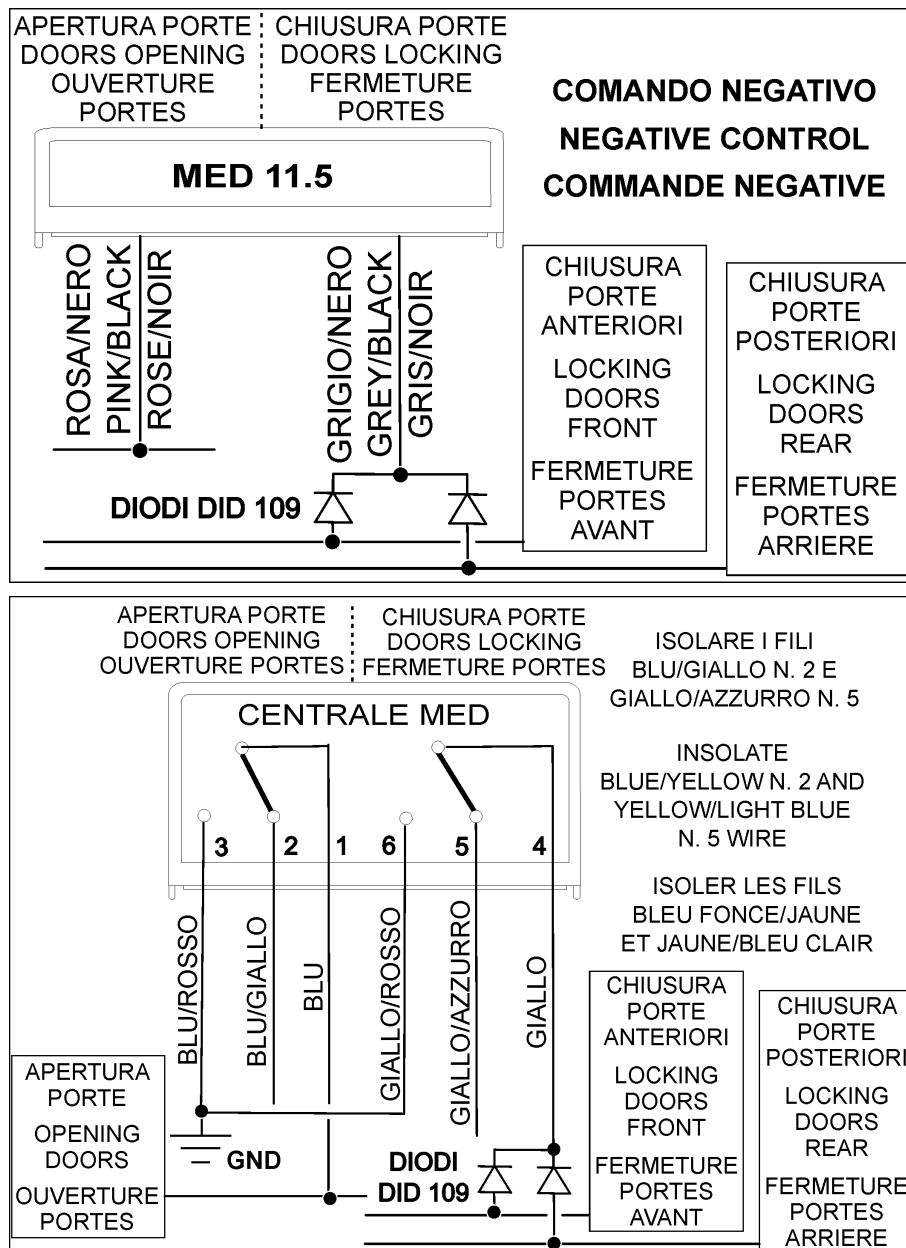 APERTURA PORTE
DOORS OPENING
OUVERTURE
PORTES
CHIUSURA PORTE
DOORS LOCKING
FERMETURE
PORTES
COMANDO NEGATIVO
NEGATIVE CONTROL
COMMANDE NEGATIVE
MED 11.5
ROSA/NERO
PINK/BLACK
ROSE/NOIR
GRIGIO/NERO
GREY/BLACK
GRIS/NOIR
DIODI DID 109
CHIUSURA
PORTE
ANTERIORI
LOCKING
DOORS
FRONT
FERMETURE
PORTES
AVANT
CHIUSURA
PORTE
POSTERIORI
LOCKING
DOORS
REAR
FERMETURE
PORTES
ARRIERE
APERTURA PORTE
DOORS OPENING
OUVERTURE PORTES
CHIUSURA PORTE
DOORS LOCKING
FERMETURE PORTES
ISOLARE I FILI
BLU/GIALLO N. 2 E
GIALLO/AZZURRO N. 5
INSOLATE
BLUE/YELLOW N. 2 AND
YELLOW/LIGHT BLUE
N. 5 WIRE
ISOLER LES FILS
BLEU FONCE/JAUNE
ET JAUNE/BLEU CLAIR
CENTRALE MED
3 2 1 6 5 4
BLU/ROSSO
BLU/GIALLO
BLU
GIALLO/ROSSO
GIALLO/AZZURRO
GIALLO
APERTURA
PORTE
OPENING
DOORS
OUVERTURE
PORTES
GND
DIODI
DID 109
CHIUSURA
PORTE
ANTERIORI
LOCKING
DOORS
FRONT
FERMETURE
PORTES
AVANT
CHIUSURA
PORTE
POSTERIORI
LOCKING
DOORS
REAR
FERMETURE
PORTES
ARRIERE